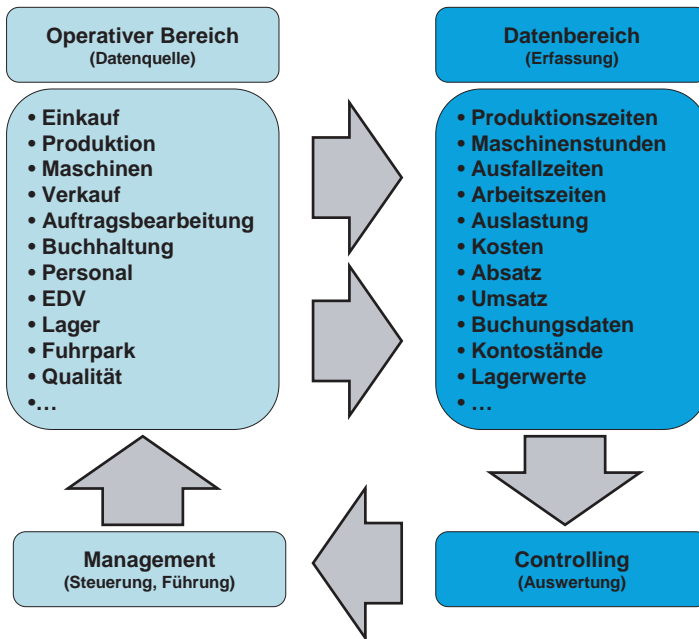 Operativer Bereich
(Datenquelle)
• Einkauf
• Produktion
• Maschinen
• Verkauf
• Auftragsbearbeitung
• Buchhaltung
• Personal
• EDV
• Lager
• Fuhrpark
• Qualität
•…
Datenbereich
(Erfassung)
• Produktionszeiten
• Maschinenstunden
• Ausfallzeiten
• Arbeitszeiten
• Auslastung
• Kosten
• Absatz
• Umsatz
• Buchungsdaten
• Kontostände
• Lagerwerte
• …
Management
(Steuerung, Führung)
Controlling
(Auswertung)